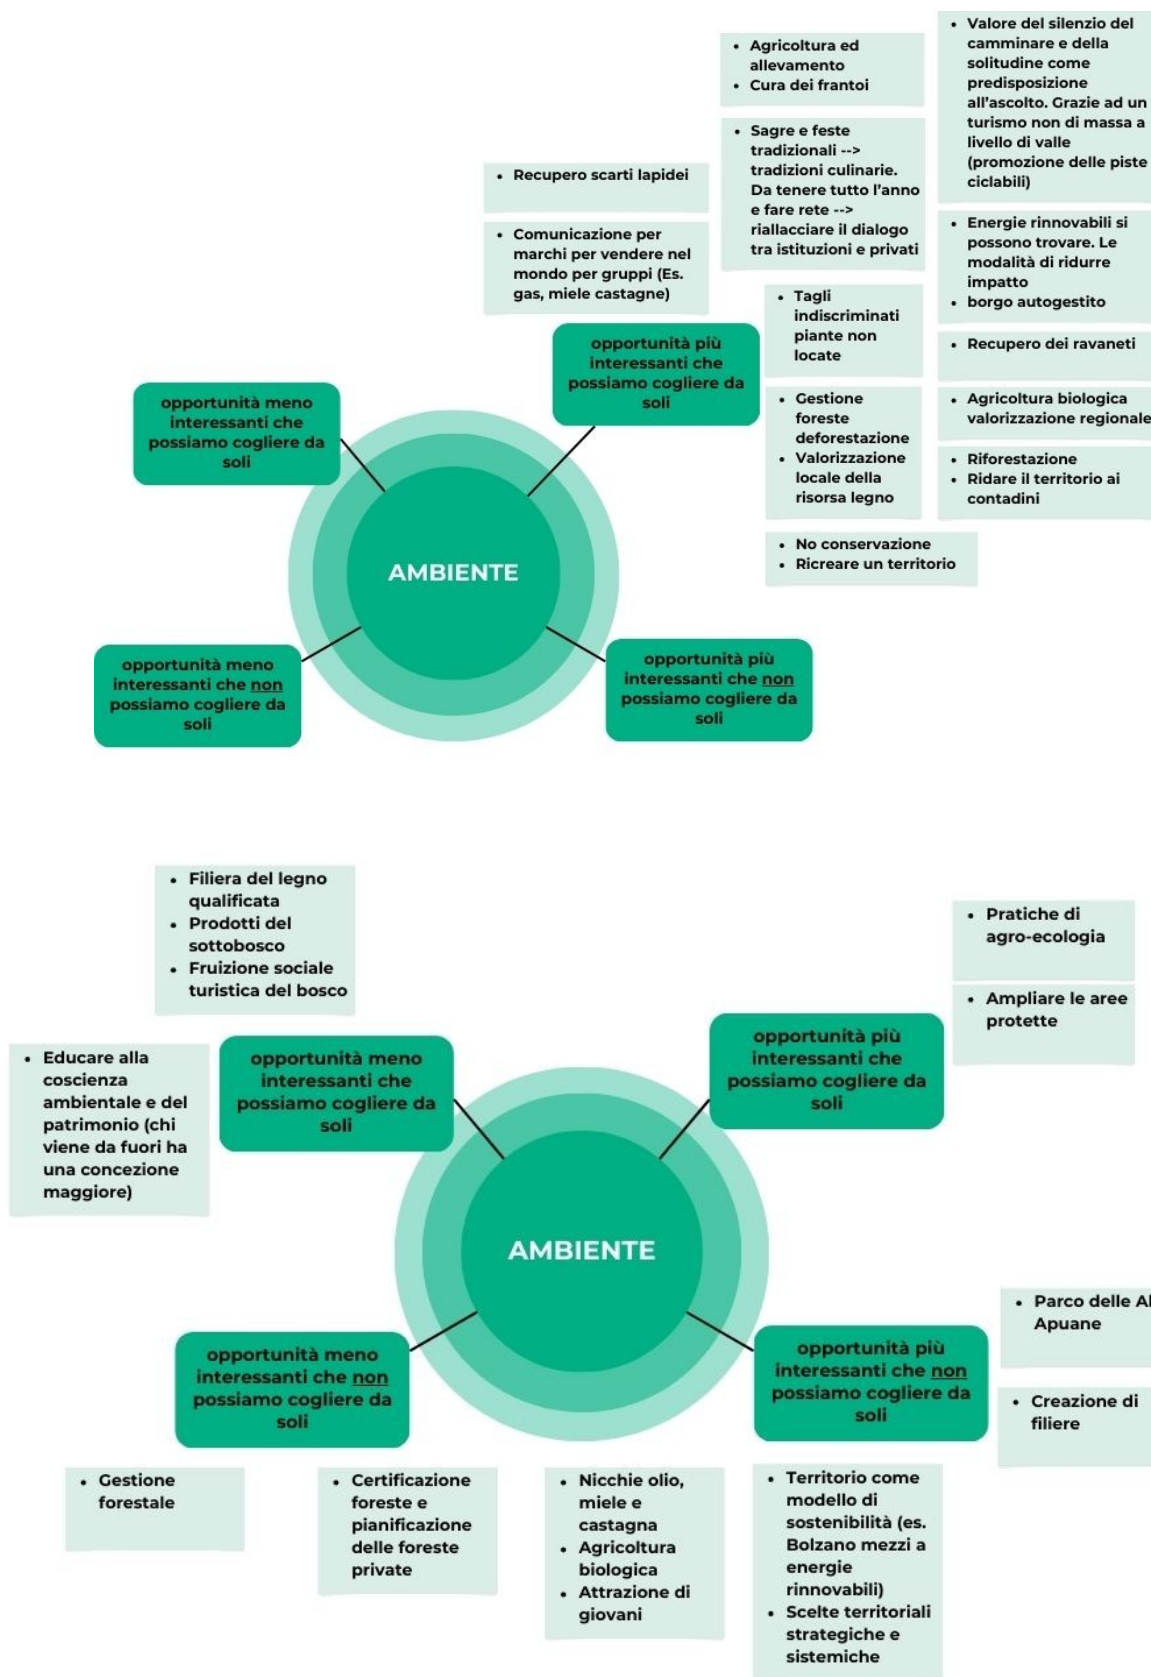 • Valore del silenzio del
camminare e della
solitudine come
predisposizione
all'ascolto. Grazie ad un
turismo non di massa a
livello di valle
(promozione delle piste
ciclabili)
• Agricoltura ed
allevamento
• Cura dei frantoi
• Sagre e feste
tradizionali -->
tradizioni culinarie.
Da tenere tutto l'anno
e fare rete -->
riallacciare il dialogo
tra istituzioni e privati
• Recupero scarti lapidei
• Comunicazione per
marchi per vendere nel
mondo per gruppi (Es.
gas, miele castagne)
• Energie rinnovabili si
possono trovare. Le
modalità di ridurre
impatto
• borgo autogestito
• Tagli
indiscriminati
piante non
locate
• Recupero dei ravaneti
• Gestione
foreste
deforestazione
• Valorizzazione
locale della
risorsa legno
• Agricoltura biologica
valorizzazione regionale
• Riforestazione
• Ridare il territorio ai
contadini
• No conservazione
• Ricreare un territorio
opportunità più
interessanti che
possiamo cogliere da
soli
opportunità meno
interessanti che
possiamo cogliere da
soli
AMBIENTE
opportunità meno
interessanti che non
possiamo cogliere da
soli
opportunità più
interessanti che non
possiamo cogliere da
soli
• Filiera del legno
qualificata
• Prodotti del
sottobosco
• Fruizione sociale
turistica del bosco
• Pratiche di
agro-ecologia
• Ampliare le aree
protette
• Educare alla
coscienza
ambientale e del
patrimonio (chi
viene da fuori ha
una concezione
maggiore)
opportunità meno
interessanti che
possiamo cogliere da
soli
opportunità più
interessanti che
possiamo cogliere da
soli
AMBIENTE
opportunità meno
interessanti che non
possiamo cogliere da
soli
opportunità più
interessanti che non
possiamo cogliere da
soli
• Parco delle Al
Apuane
• Creazione di
filiere
• Gestione
forestale
• Certificazione
foreste e
pianificazione
delle foreste
private
• Nicchie olio,
miele e
castagna
• Agricoltura
biologica
• Attrazione di
giovani
• Territorio come
modello di
sostenibilità (es.
Bolzano mezzi a
energie
rinnovabili)
• Scelte territoriali
strategiche e
sistemiche